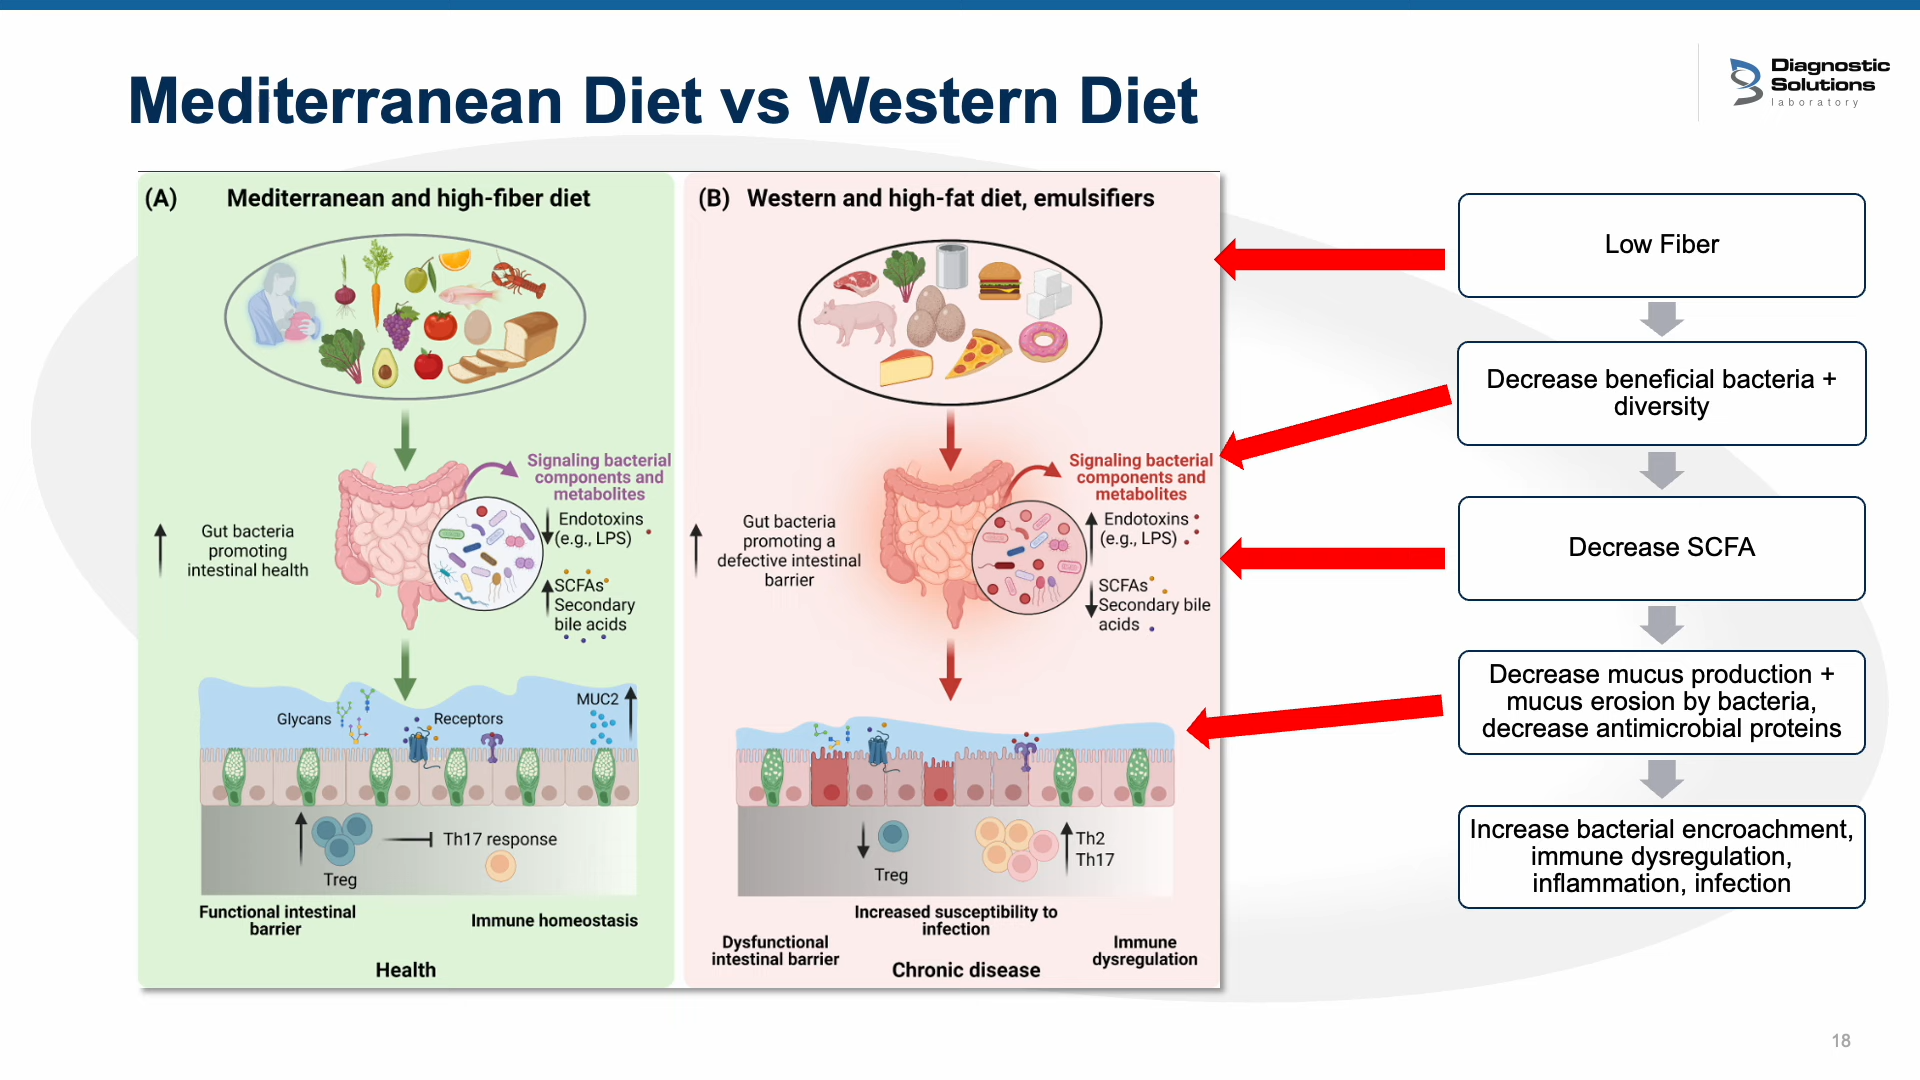 Mediterranean Diet vs Western Diet
Diagnostic
Solutions
laboratory
(A) Mediterranean and high-fiber diet
Signaling bacterial
components and
metabolites
Endotoxins
(e.g., LPS)
Gut bacteria
promoting
intestinal health
SCFAs
Secondary
bile acids
Glycans
Receptors
MUC2
Th17 response
Treg
Functional intestinal
barrier
Immune homeostasis
Health
(B) Western and high-fat diet, emulsifiers
Signaling bacterial
components and
metabolites
Endotoxins
(e.g., LPS)
Gut bacteria
promoting a
defective intestinal
barrier
SCFAs
Secondary bile
acids
Treg
Th2
Th17
Increased susceptibility to
infection
Dysfunctional
intestinal barrier
Immune
dysregulation
Chronic disease
Low Fiber
Decrease beneficial bacteria +
diversity
Decrease SCFA
Decrease mucus production +
mucus erosion by bacteria,
decrease antimicrobial proteins
Increase bacterial encroachment,
immune dysregulation,
inflammation, infection
18